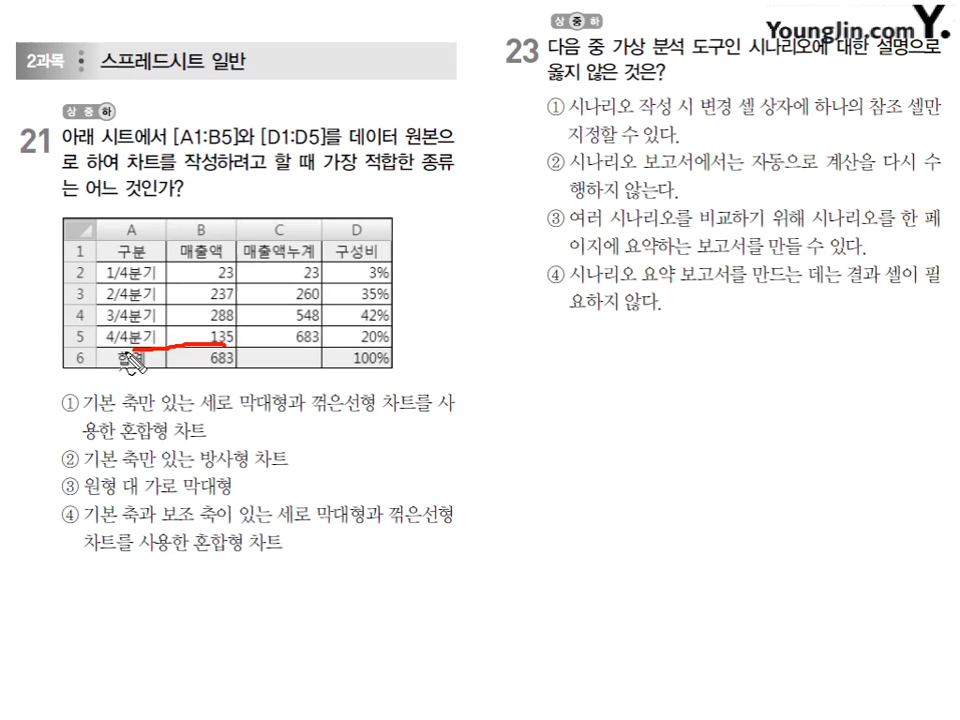 YoungJin.com Y.
2과목 스프레드시트 일반
상 중 하
21 아래 시트에서 [A1:B5]와 [D1:D5]를 데이터 원본으
로 하여 차트를 작성하려고 할 때 가장 적합한 종류
는 어느 것인가?
A B C D
1 구분 매출액 매출액누계 구성비
2 1/4분기 23 23 3%
3 2/4분기 237 260 35%
4 3/4분기 288 548 42%
5 4/4분기 135 683 20%
6 683 100%
① 기본 축만 있는 세로 막대형과 꺾은선형 차트를 사
용한 혼합형 차트
② 기본 축만 있는 방사형 차트
③ 원형 대 가로 막대형
④ 기본 축과 보조 축이 있는 세로 막대형과 꺾은선형
차트를 사용한 혼합형 차트
상 중 하
23 다음 중 가상 분석 도구인 시나리오에 대한 설명으로
옳지 않은 것은?
① 시나리오 작성 시 변경 셀 상자에 하나의 참조 셀만
지정할 수 있다.
② 시나리오 보고서에서는 자동으로 계산을 다시 수
행하지 않는다.
③ 여러 시나리오를 비교하기 위해 시나리오를 한 페
이지에 요약하는 보고서를 만들 수 있다.
④ 시나리오 요약 보고서를 만드는 데는 결과 셀이 필
요하지 않다.